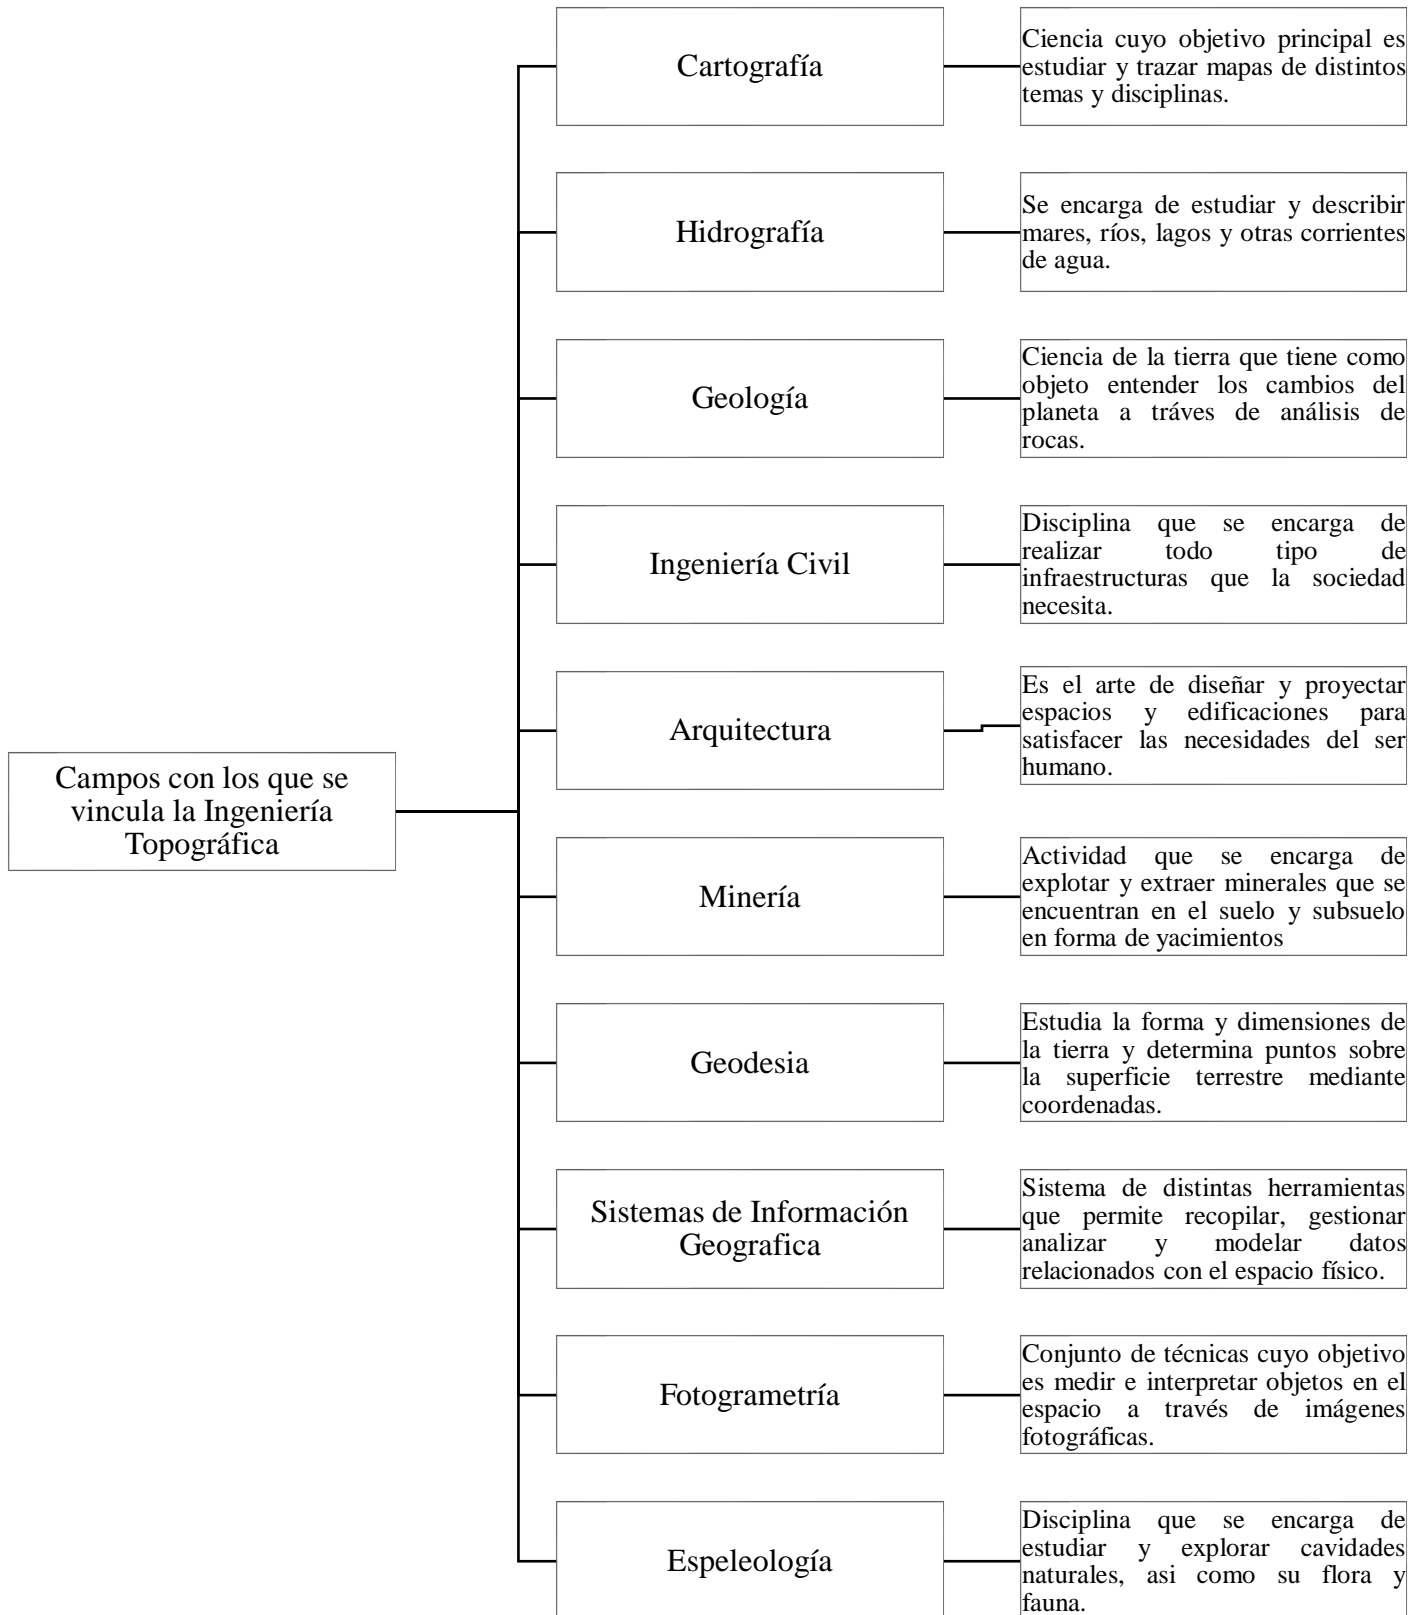 Campos con los que se
vincula la Ingeniería
Topográfica
Cartografía
Ciencia cuyo objetivo principal es
estudiar y trazar mapas de distintos
temas y disciplinas.
Hidrografía
Se encarga de estudiar y describir
mares, ríos, lagos y otras corrientes
de agua.
Geología
Ciencia de la tierra que tiene como
objeto entender los cambios del
planeta a tráves de análisis de
rocas.
Ingeniería Civil
Disciplina que se encarga de
realizar todo tipo de
infraestructuras que la sociedad
necesita.
Arquitectura
Es el arte de diseñar y proyectar
espacios y edificaciones para
satisfacer las necesidades del ser
humano.
Minería
Actividad que se encarga de
explotar y extraer minerales que se
encuentran en el suelo y subsuelo
en forma de yacimientos
Geodesia
Estudia la forma y dimensiones de
la tierra y determina puntos sobre
la superficie terrestre mediante
coordenadas.
Sistemas de Información
Geografica
Sistema de distintas herramientas
que permite recopilar, gestionar
analizar y modelar datos
relacionados con el espacio físico.
Fotogrametría
Conjunto de técnicas cuyo objetivo
es medir e interpretar objetos en el
espacio a través de imágenes
fotográficas.
Espeleología
Disciplina que se encarga de
estudiar y explorar cavidades
naturales, asi como su flora y
fauna.